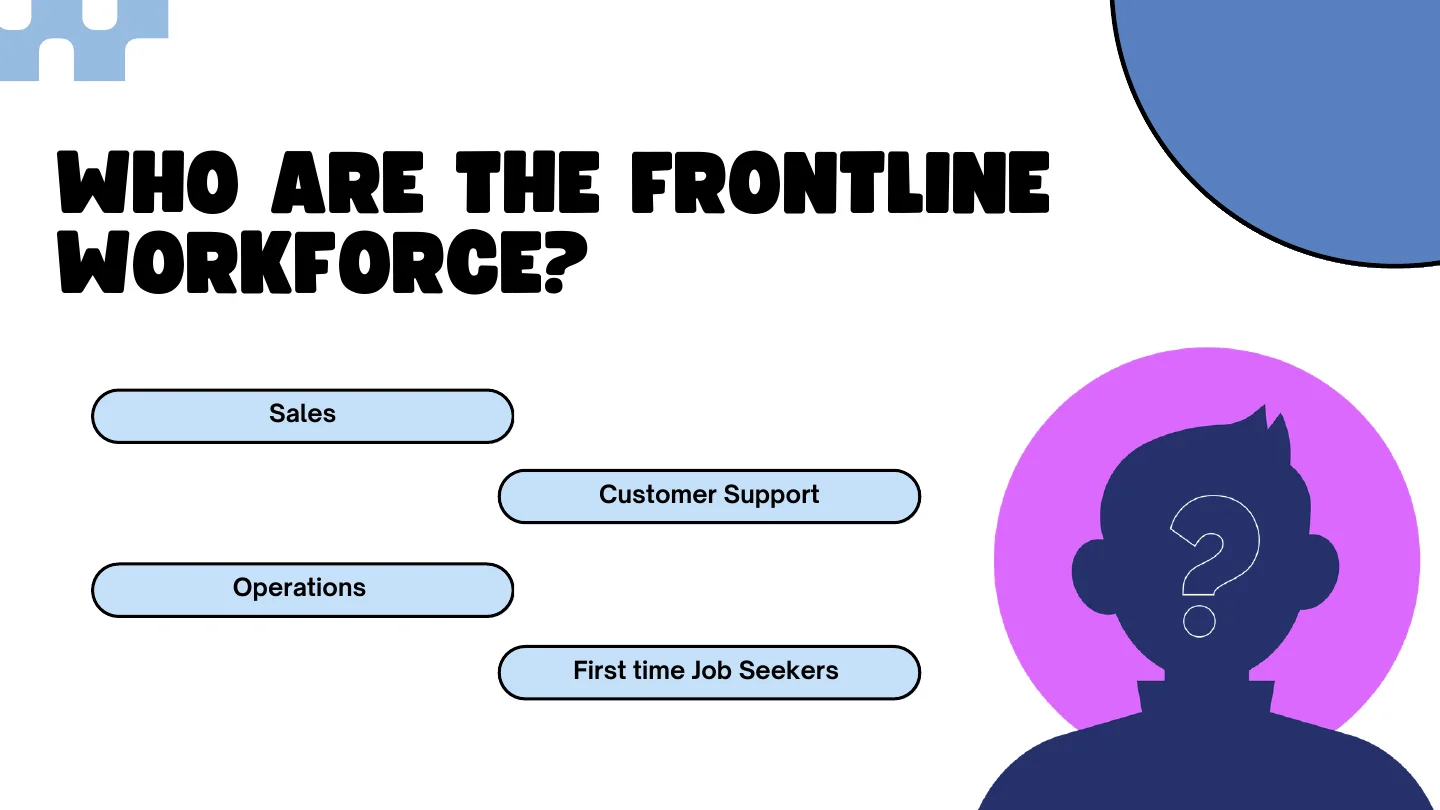 WHO ARE THE FRONTLINE
WORKFORCE?
Sales
Customer Support
Operations
First time Job Seekers
?